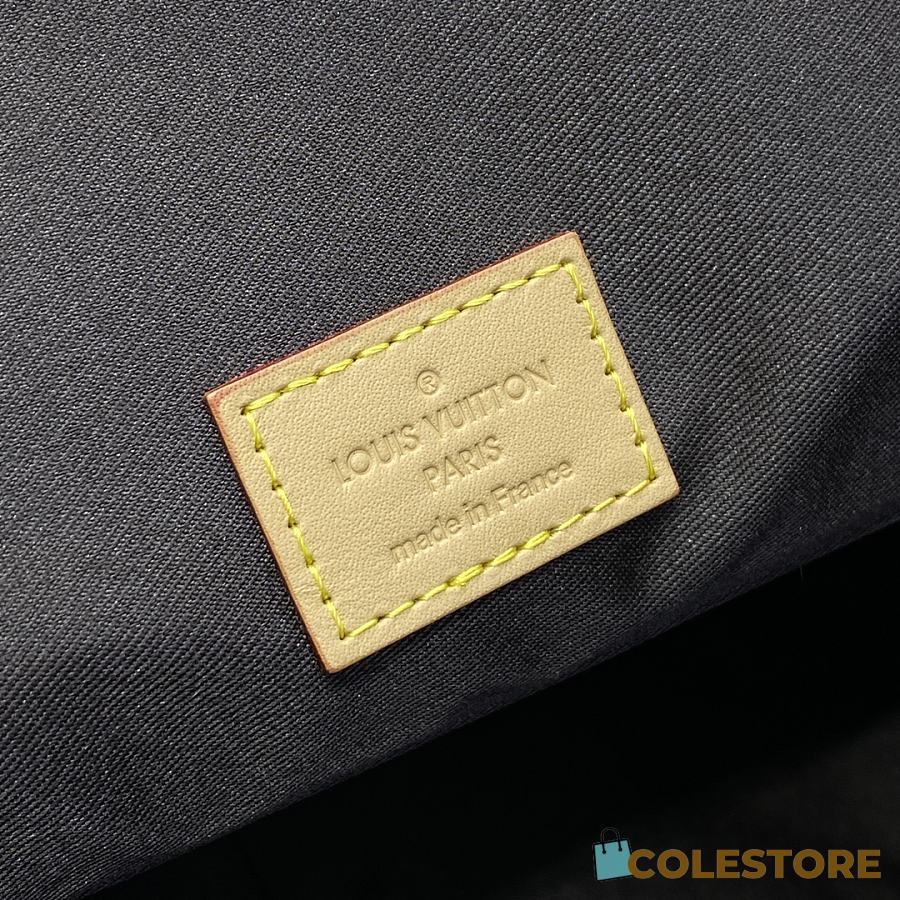 ®
LOUIS VUITTON
PARIS
made in France
COLESTORE